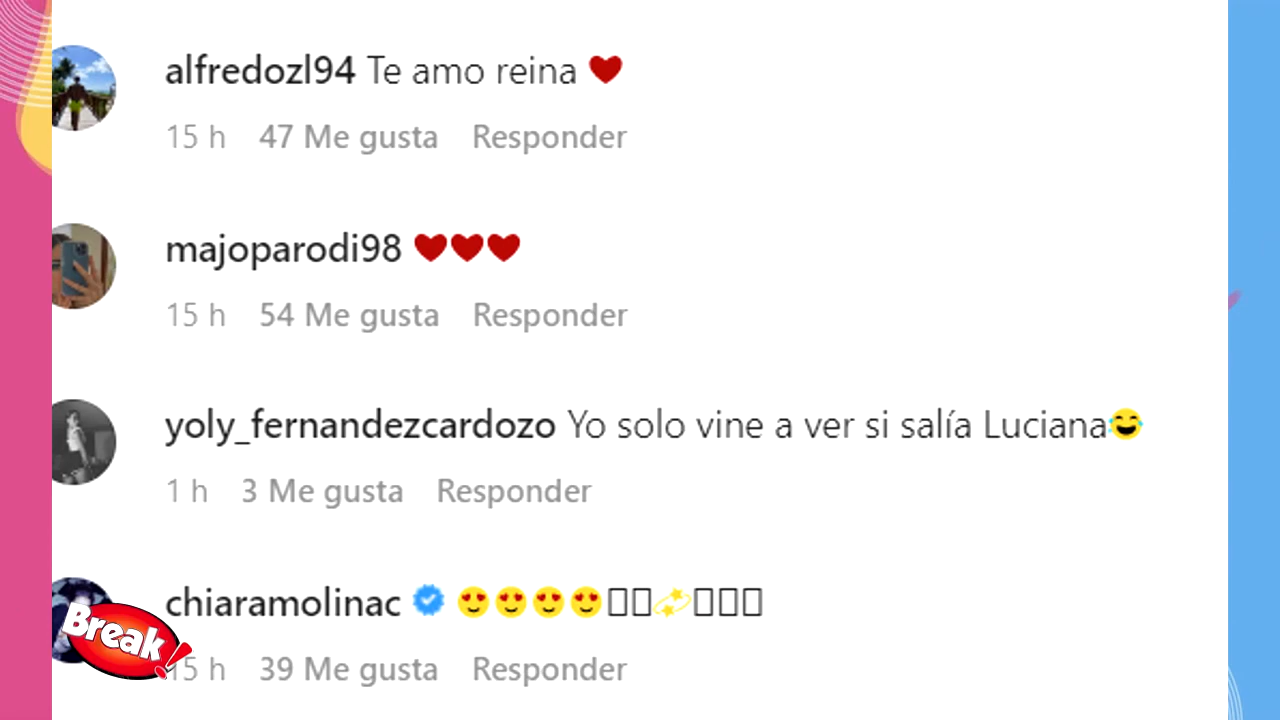 alfredozl94 Te amo reina ❤
15 h 47 Me gusta Responder
majoparodi98 ❤❤❤
15 h 54 Me gusta Responder
yoly_fernandezcardozo Yo solo vine a ver si salía Luciana😂
1 h 3 Me gusta Responder
chiaramolinac 😍😍😍😍▯▯💫▯▯▯
Break!
15 h 39 Me gusta Responder